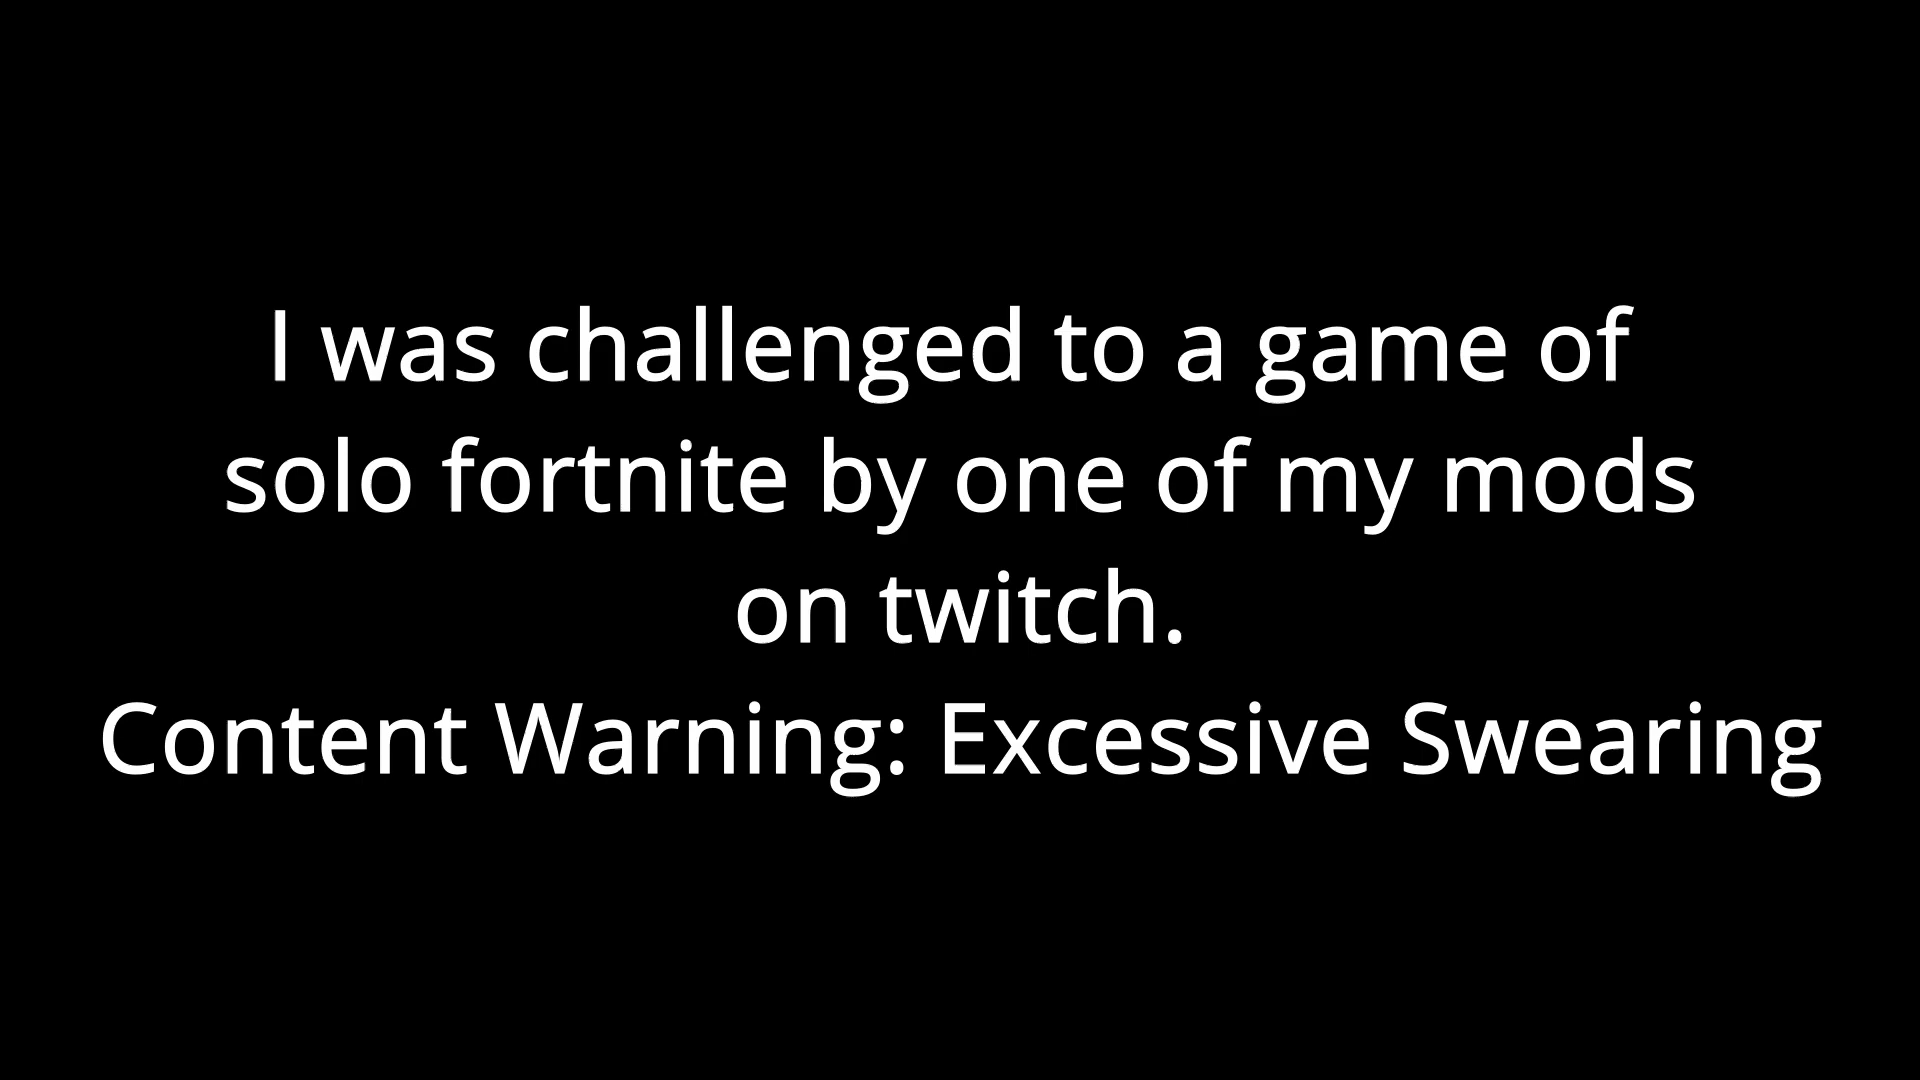 I was challenged to a game of
solo fortnite by one of my mods
on twitch.
Content Warning: Excessive Swearing